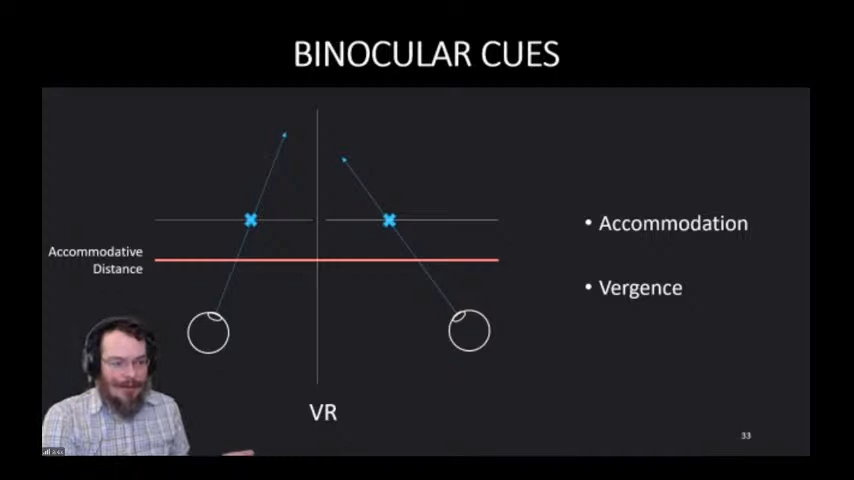 BINOCULAR CUES
Accommodative
Distance
• Accommodation
• Vergence
VR
33